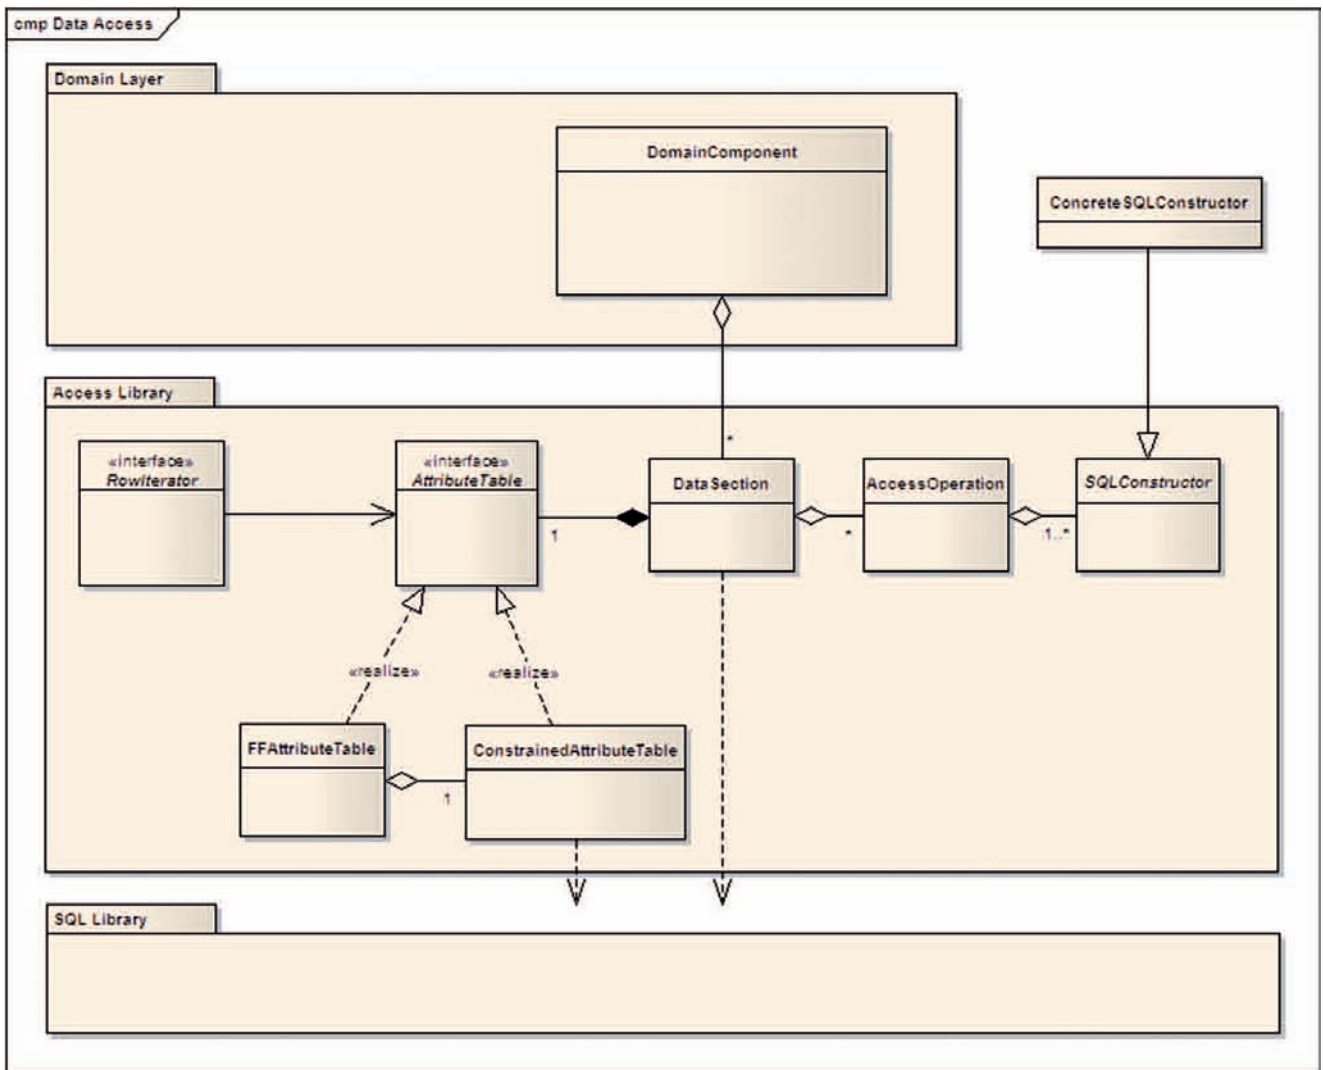 cmp Data Access
Domain Layer
DomainComponent
ConcreteSQLConstructor
Access Library
*
«interface»
RowIterator
«interface»
AttributeTable
DataSection
AccessOperation
SQLConstructor
1
*
1..*
«realize»
«realize»
FFAttributeTable
ConstrainedAttributeTable
1
SQL Library